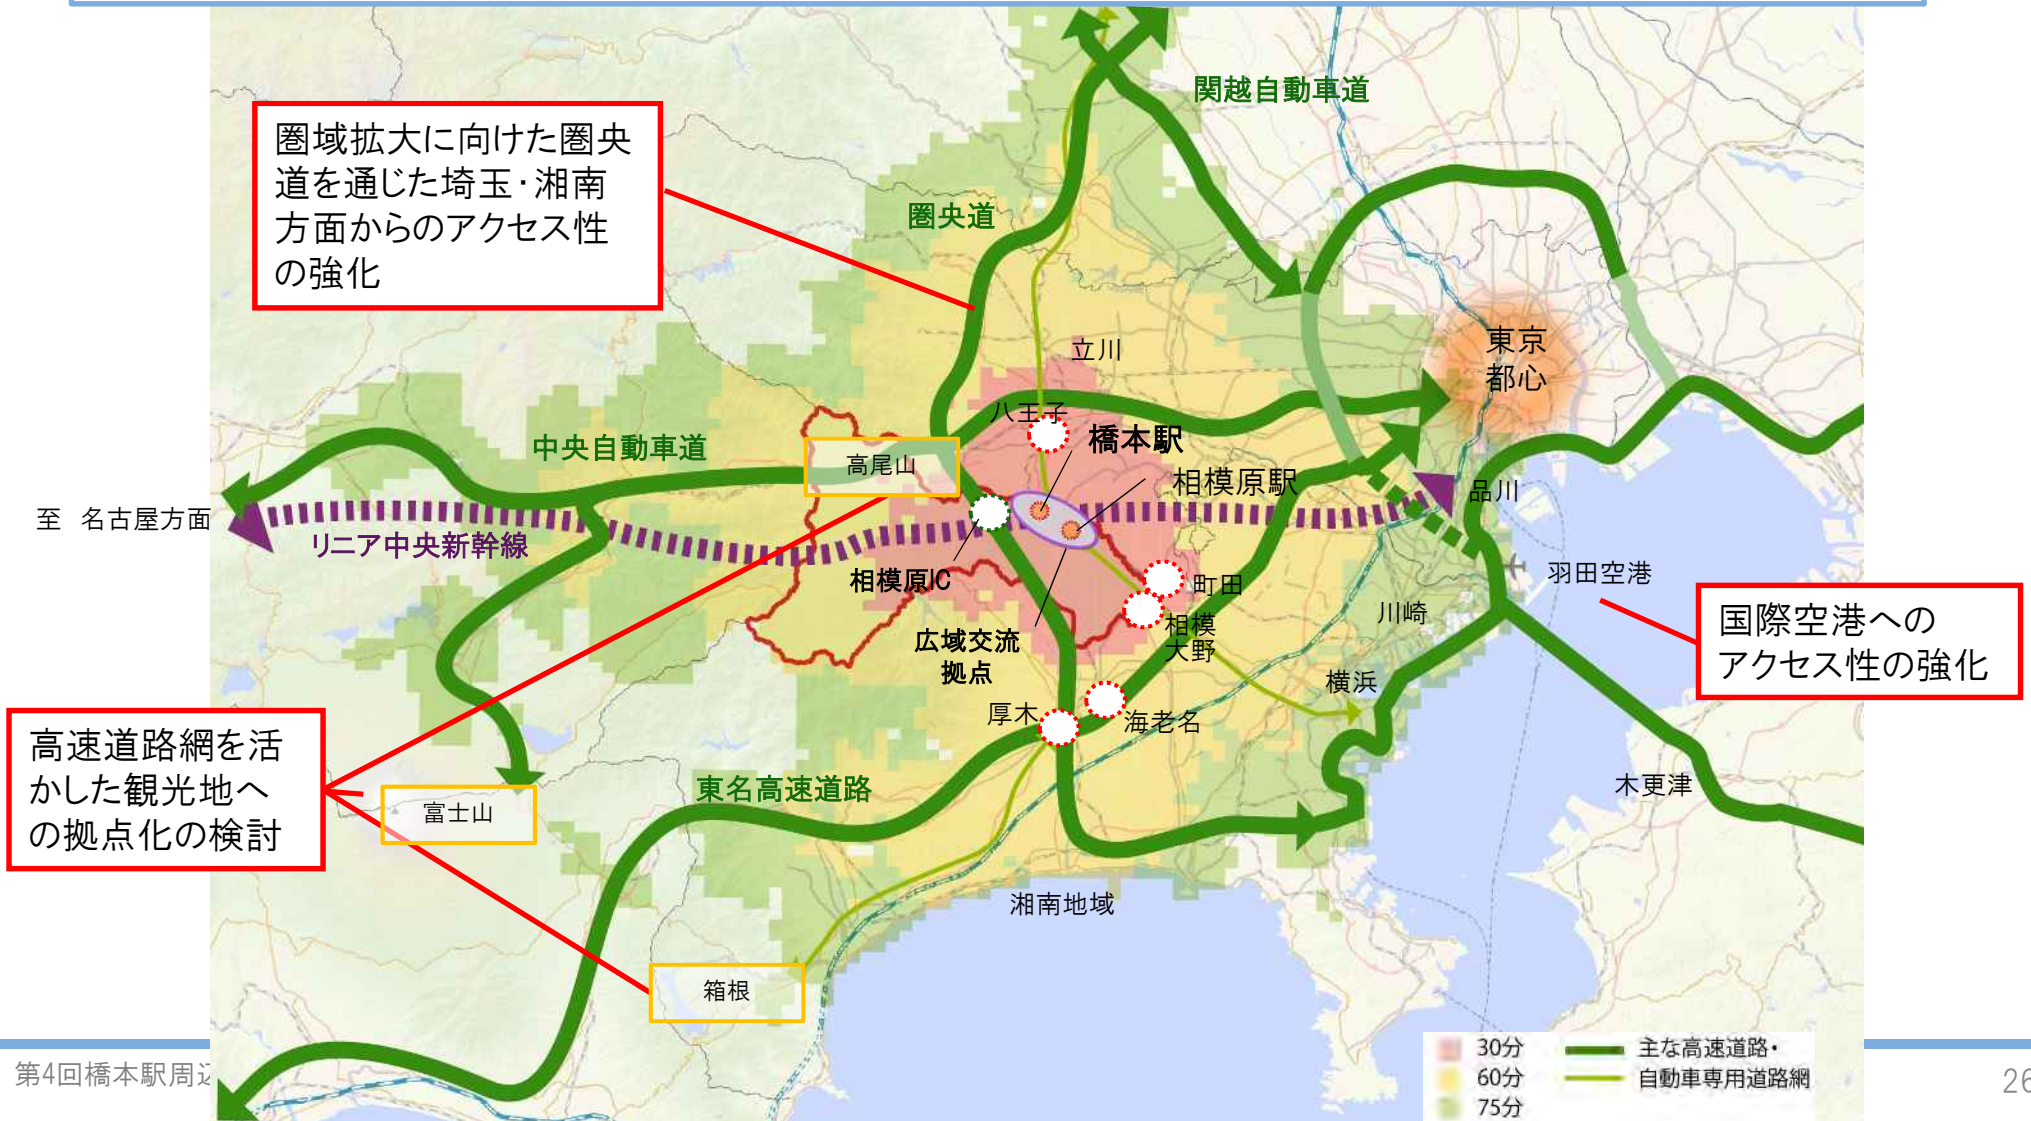 関越自動車道
圏域拡大に向けた圏央
道を通じた埼玉・湘南
方面からのアクセス性
の強化
圏央道
東京
都心
立川
八王子
橋本駅
中央自動車道
高尾山
相模原駅
品川
至 名古屋方面
リニア中央新幹線
相模原IC
町田
羽田空港
川崎
国際空港への
アクセス性の強化
相模
大野
広域交流
拠点
横浜
厚木
海老名
高速道路網を活
かした観光地へ
の拠点化の検討
東名高速道路
木更津
富士山
湘南地域
箱根
30分
60分
75分
主な高速道路・
自動車専用道路網
第4回橋本駅周辺
26